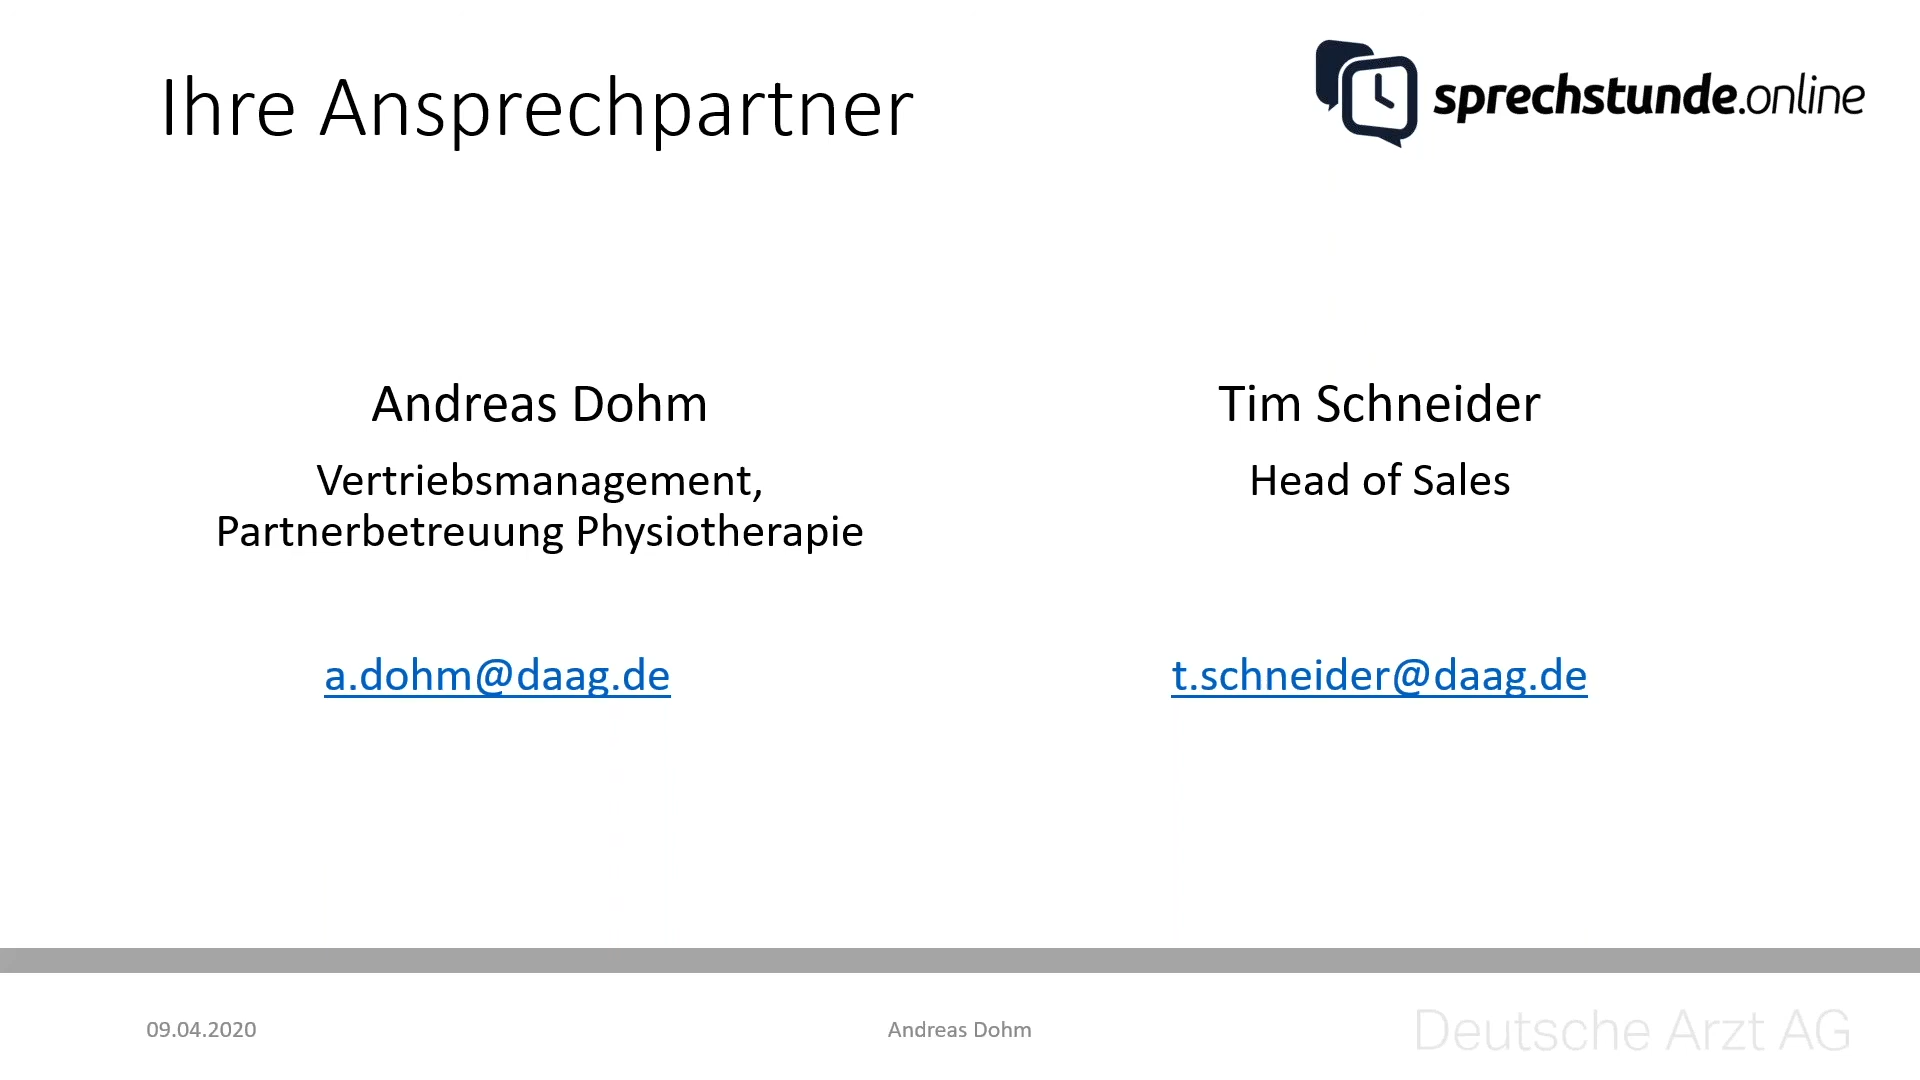 Ihre Ansprechpartner
sprechstunde.online
Andreas Dohm
Vertriebsmanagement,
Partnerbetreuung Physiotherapie
a.dohm@daag.de
Tim Schneider
Head of Sales
t.schneider@daag.de
09.04.2020
Andreas Dohm
Deutsche Arzt AG